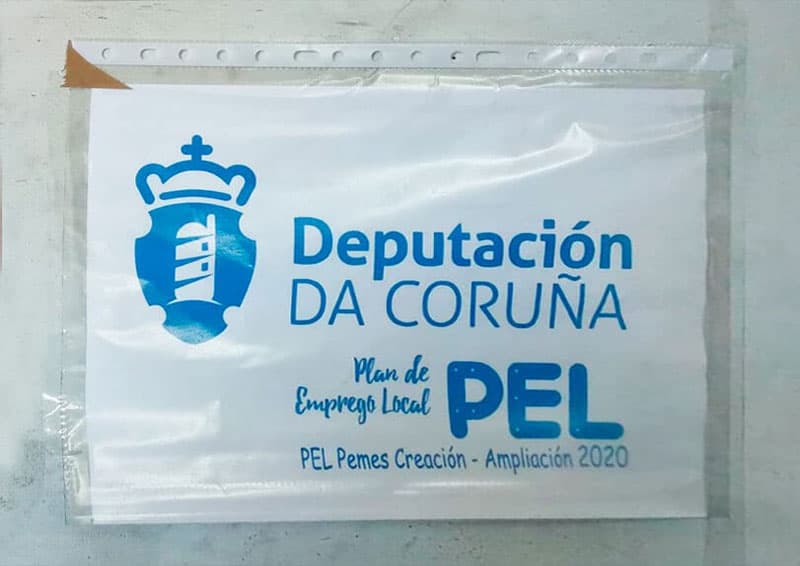 Deputación
DA CORUÑA
Plan de
Emprego Local
PEL
PEL Pemes Creación - Ampliación 2020